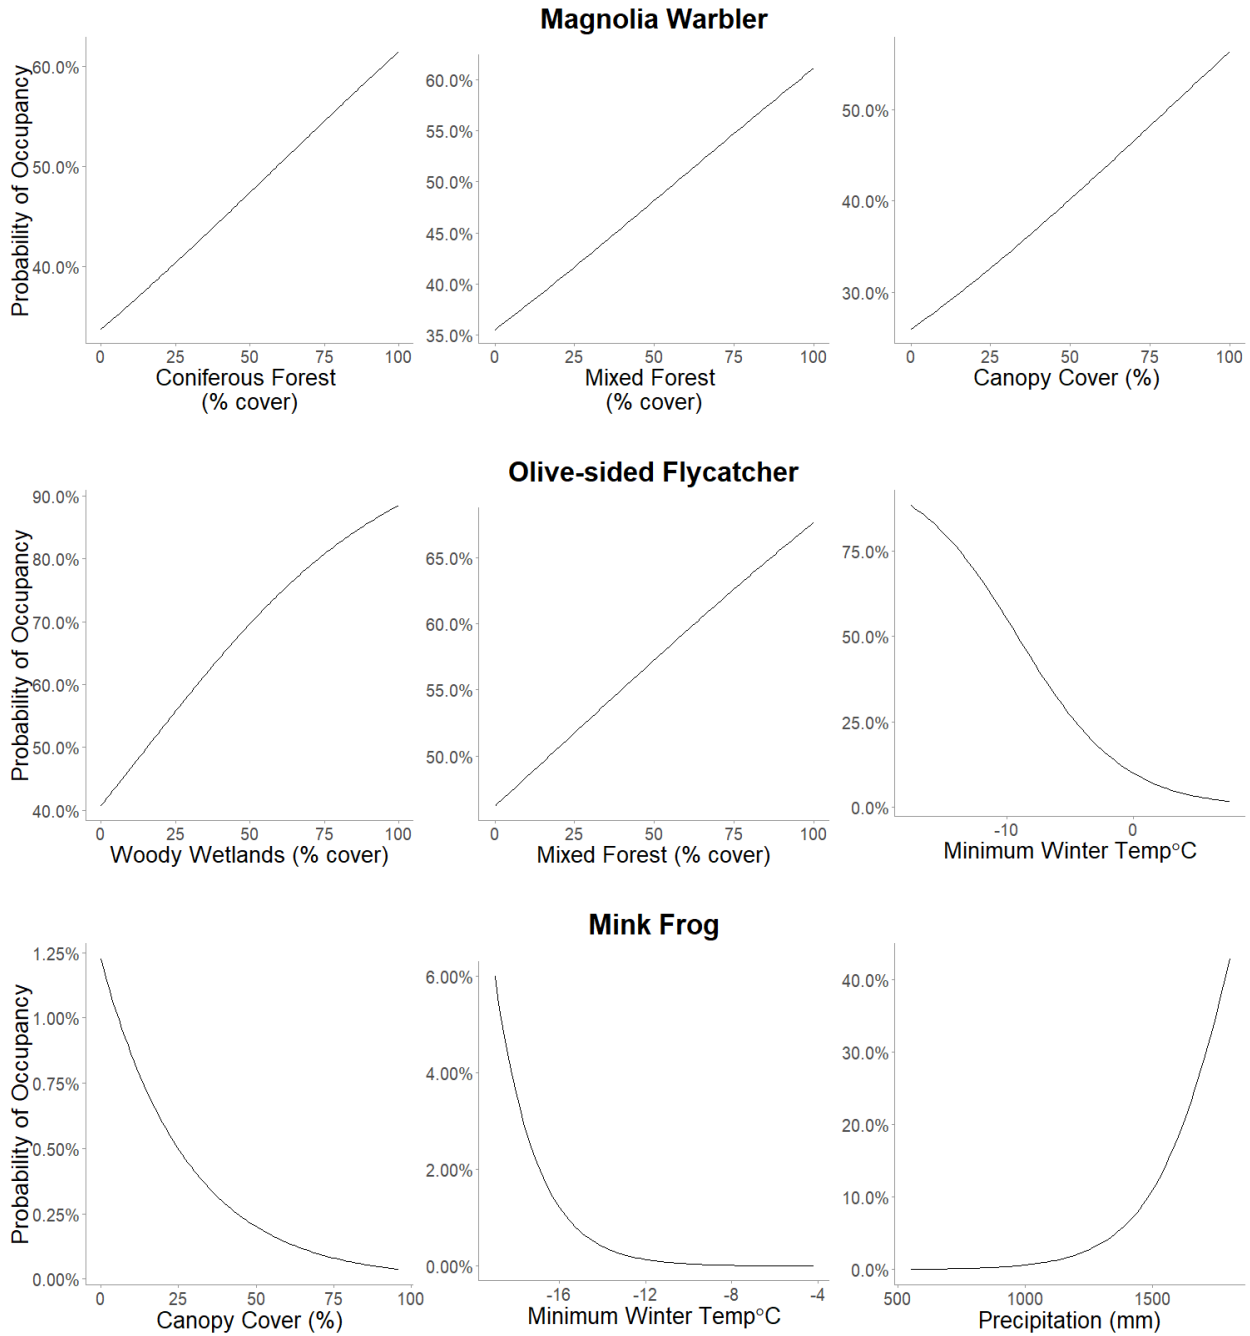 Magnolia Warbler
Probability of Occupancy
60.0%
50.0%
40.0%
0 25 50 75 100
Coniferous Forest
(% cover)
60.0%
55.0%
50.0%
45.0%
40.0%
35.0%
0 25 50 75 100
Mixed Forest
(% cover)
50.0%
40.0%
30.0%
0 25 50 75 100
Canopy Cover (%)
Olive-sided Flycatcher
Probability of Occupancy
90.0%
80.0%
70.0%
60.0%
50.0%
40.0%
0 25 50 75 100
Woody Wetlands (% cover)
65.0%
60.0%
55.0%
50.0%
0 25 50 75 100
Mixed Forest (% cover)
75.0%
50.0%
25.0%
0.0%
-10 0
Minimum Winter Temp°C
Mink Frog
Probability of Occupancy
1.25%
1.00%
0.75%
0.50%
0.25%
0.00%
0 25 50 75 100
Canopy Cover (%)
6.00%
4.00%
2.00%
0.00%
-16 -12 -8 -4
Minimum Winter Temp°C
40.0%
30.0%
20.0%
10.0%
0.0%
500 1000 1500
Precipitation (mm)